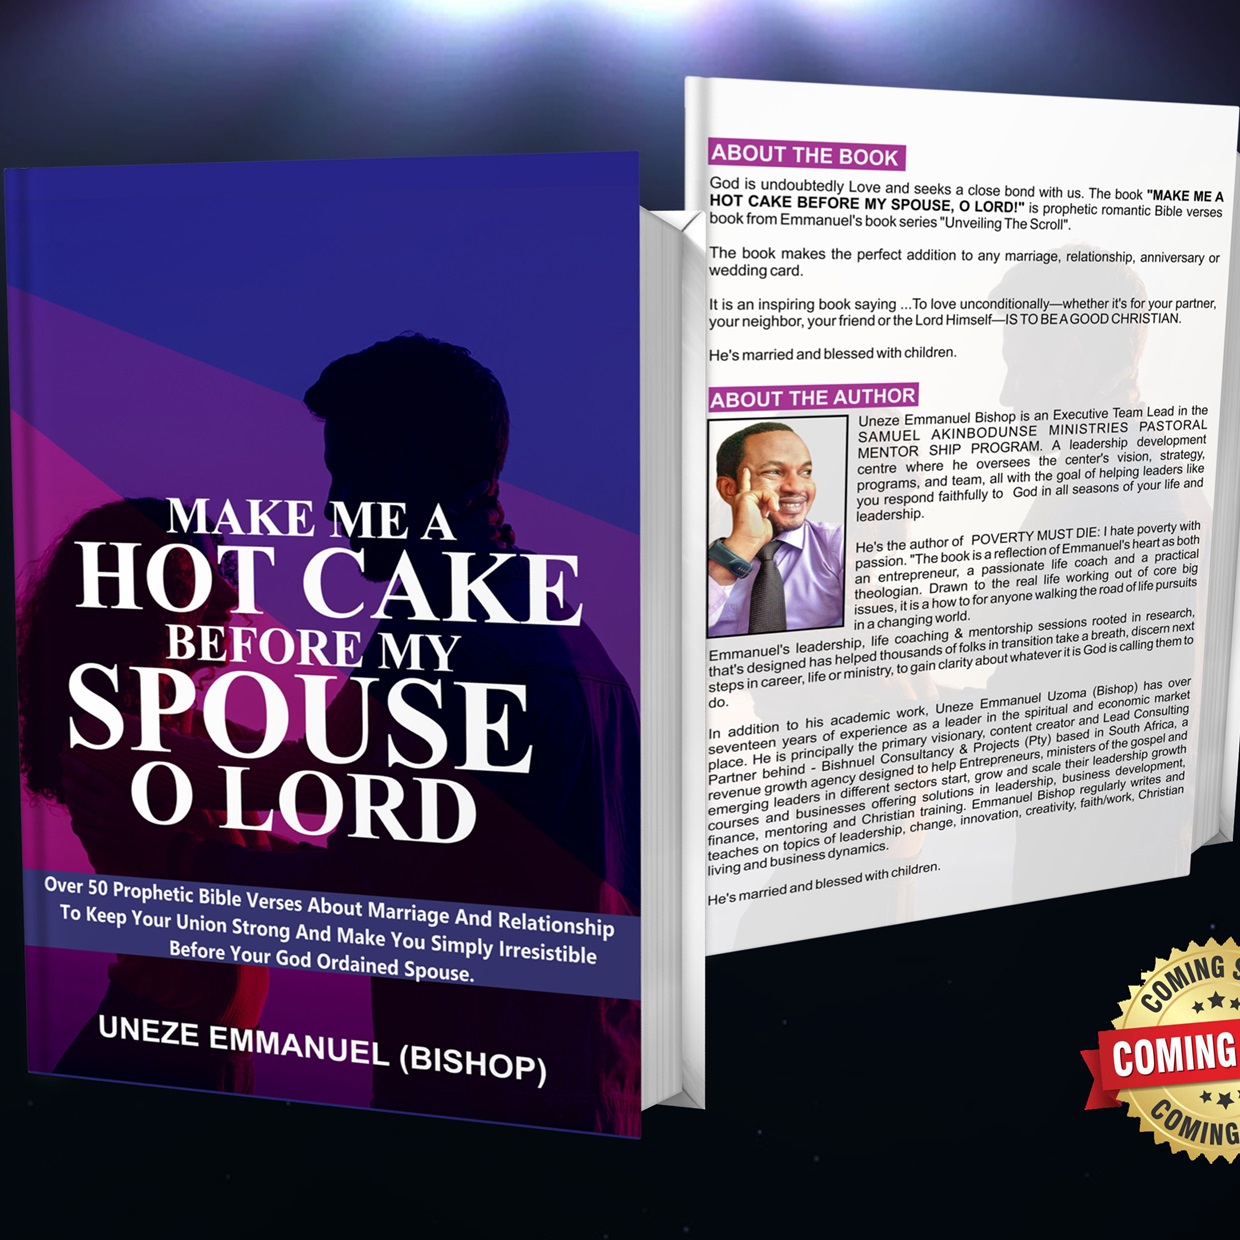 MAKE ME A
HOT CAKE
BEFORE MY
SPOUSE
O LORD
Over 50 Prophetic Bible Verses About Marriage And Relationship
To Keep Your Union Strong And Make You Simply Irresistible
Before Your God Ordained Spouse.
UNEZE EMMANUEL (BISHOP)
ABOUT THE BOOK
God is undoubtedly Love and seeks a close bond with us. The book "MAKE ME A
HOT CAKE BEFORE MY SPOUSE, O LORD!" is prophetic romantic Bible verses
book from Emmanuel's book series "Unveiling The Scroll".
The book makes the perfect addition to any marriage, relationship, anniversary or
wedding card.
It is an inspiring book saying ...To love unconditionally—whether it's for your partner,
your neighbor, your friend or the Lord Himself—IS TO BE A GOOD CHRISTIAN.
He's married and blessed with children.
ABOUT THE AUTHOR
Uneze Emmanuel Bishop is an Executive Team Lead in the
SAMUEL AKINBODUNSE MINISTRIES PASTORAL
MENTOR SHIP PROGRAM. A leadership development
centre where he oversees the center's vision, strategy,
programs, and team, all with the goal of helping leaders like
you respond faithfully to God in all seasons of your life and
leadership.
He's the author of POVERTY MUST DIE: I hate poverty with
passion. "The book is a reflection of Emmanuel's heart as both
an entrepreneur, a passionate life coach and a practical
theologian. Drawn to the real life working out of core big
issues, it is a how to for anyone walking the road of life pursuits
in a changing world.
Emmanuel's leadership, life coaching & mentorship sessions rooted in research,
that's designed has helped thousands of folks in transition take a breath, discern next
steps in career, life or ministry, to gain clarity about whatever it is God is calling them to
do.
In addition to his academic work, Uneze Emmanuel Uzoma (Bishop) has over
seventeen years of experience as a leader in the spiritual and economic market
place. He is principally the primary visionary, content creator and Lead Consulting
Partner behind - Bishnuel Consultancy & Projects (Pty) based in South Africa, a
revenue growth agency designed to help Entrepreneurs, ministers of the gospel and
emerging leaders in different sectors start, grow and scale their leadership growth
courses and businesses offering solutions in leadership, business development,
finance, mentoring and Christian training. Emmanuel Bishop regularly writes and
teaches on topics of leadership, change, innovation, creativity, faith/work, Christian
living and business dynamics.
He's married and blessed with children.
COMING S
COMING
COMING